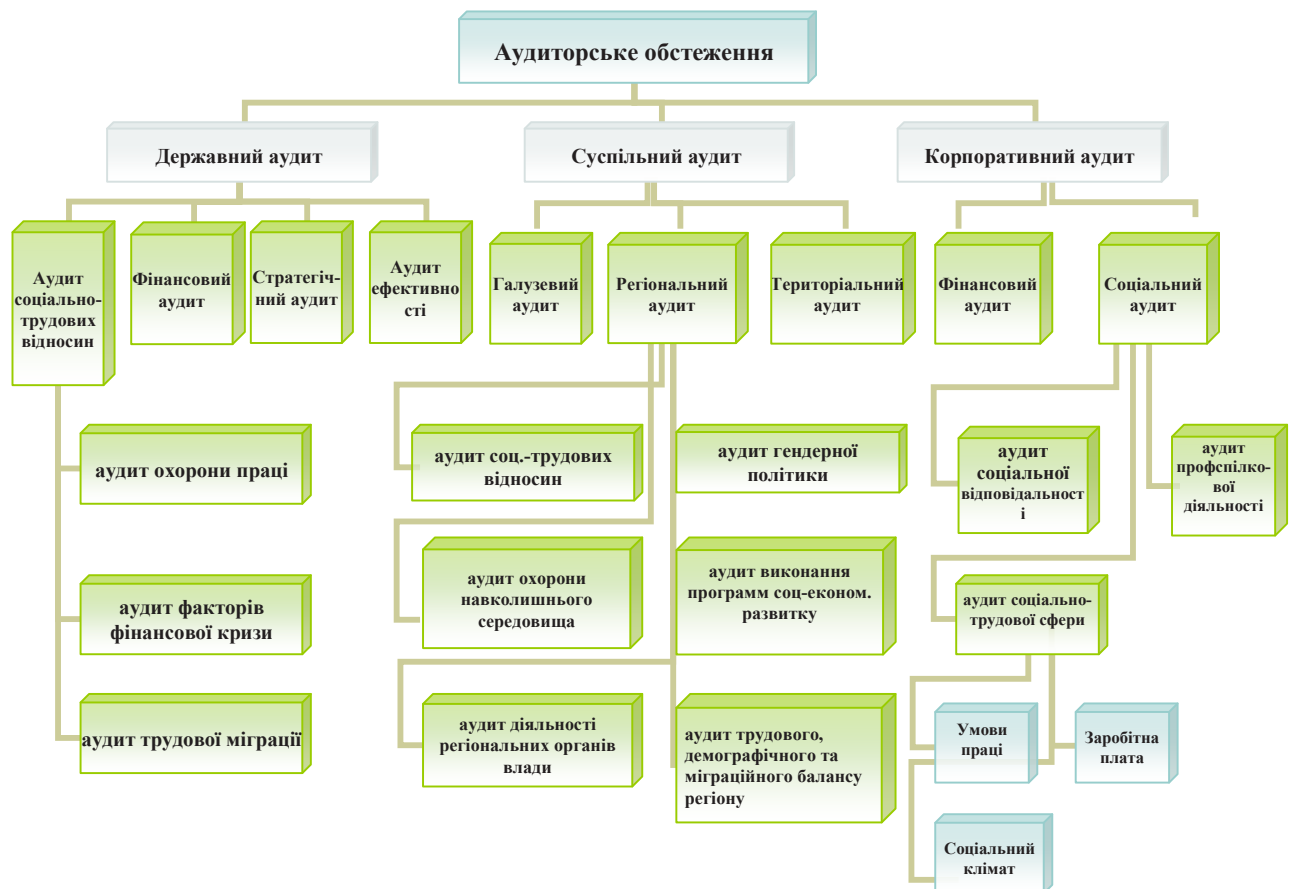 Аудиторське обстеження
Державний аудит
Суспільний аудит
Корпоративний аудит
Аудит
соціально-
трудових
відносин
Фінансовий
аудит
Стратегіч-
ний аудит
Аудит
ефективно
сті
Галузевий
аудит
Регіональний
аудит
Територіальний
аудит
Фінансовий
аудит
Соціальний
аудит
аудит охорони праці
аудит факторів
фінансової кризи
аудит трудової міграції
аудит соц.-трудових
відносин
аудит гендерної
політики
аудит охорони
навколишнього
середовища
аудит виконання
программ соц-економ.
развитку
аудит діяльності
регіональних органів
влади
аудит трудового,
демографічного та
міграційного балансу
регіону
аудит
соціальної
відповідальност
і
аудит
профспілко-
вої
діяльності
аудит соціально-
трудової сфери
Умови
праці
Заробітна
плата
Соціальний
клімат